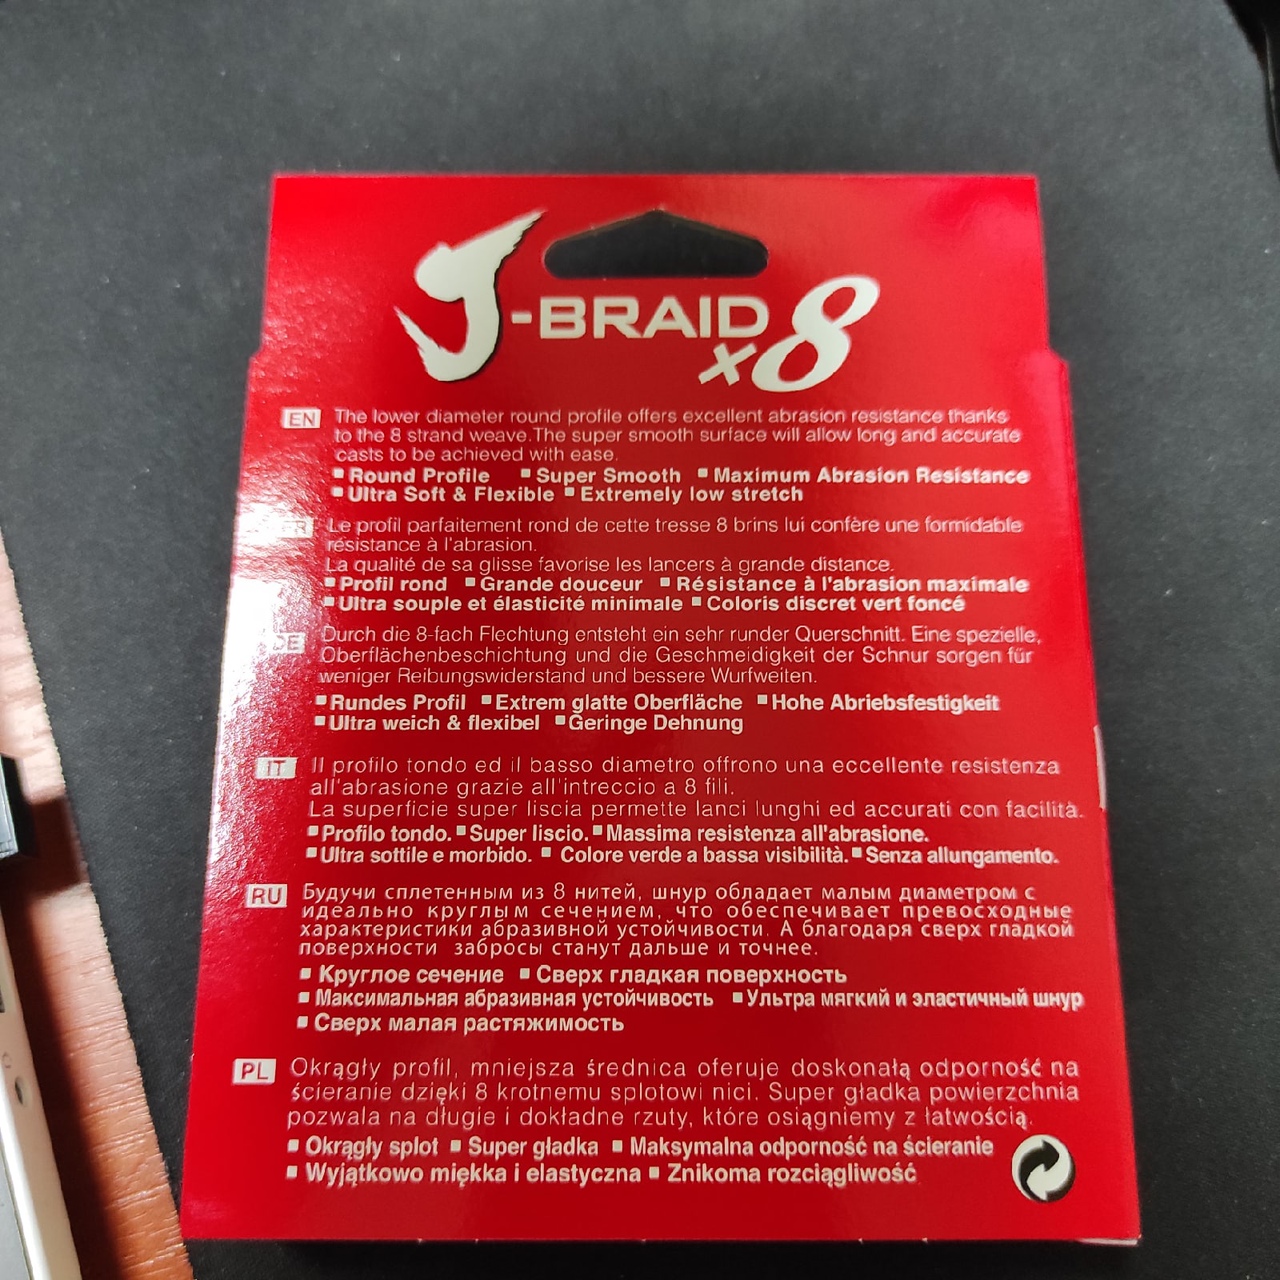 J-BRAID x8
EN The lower diameter round profile offers excellent abrasion resistance thanks
to the 8 strand weave.The super smooth surface will allow long and accurate
casts to be achieved with ease.
▪ Round Profile ▪ Super Smooth ▪ Maximum Abrasion Resistance
▪ Ultra Soft & Flexible ▪ Extremely low stretch
FR Le profil parfaitement rond de cette tresse 8 brins lui confère une formidable
résistance à l'abrasion.
La qualité de sa glisse favorise les lancers à grande distance.
▪ Profil rond ▪ Grande douceur ▪ Résistance à l'abrasion maximale
▪ Ultra souple et élasticité minimale ▪ Coloris discret vert foncé
DE Durch die 8-fach Flechtung entsteht ein sehr runder Querschnitt. Eine spezielle,
Oberflächenbeschichtung und die Geschmeidigkeit der Schnur sorgen für
weniger Reibungswiderstand und bessere Wurfweiten.
▪ Rundes Profil ▪ Extrem glatte Oberfläche ▪ Hohe Abriebsfestigkeit
▪ Ultra weich & flexibel ▪ Geringe Dehnung
IT Il profilo tondo ed il basso diametro offrono una eccellente resistenza
all'abrasione grazie all'intreccio a 8 fili.
La superficie super liscia permette lanci lunghi ed accurati con facilità.
▪ Profilo tondo. ▪ Super liscio. ▪ Massima resistenza all'abrasione.
▪ Ultra sottile e morbido. ▪ Colore verde a bassa visibilità. ▪ Senza allungamento.
RU Будучи сплетенным из 8 нитей, шнур обладает малым диаметром с
идеально круглым сечением, что обеспечивает превосходные
характеристики абразивной устойчивости. А благодаря сверх гладкой
поверхности забросы станут дальше и точнее.
▪ Круглое сечение ▪ Сверх гладкая поверхность
▪ Максимальная абразивная устойчивость ▪ Ультра мягкий и эластичный шнур
▪ Сверх малая растяжимость
PL Okrągły profil, mniejsza średnica oferuje doskonałą odporność na
ścieranie dzięki 8 krotnemu splotowi nici. Super gładka powierzchnia
pozwala na długie i dokładne rzuty, które osiągniemy z łatwością.
▪ Okrągły splot ▪ Super gładka ▪ Maksymalna odporność na ścieranie
▪ Wyjątkowo miękka i elastyczna ▪ Znikoma rozciągliwość